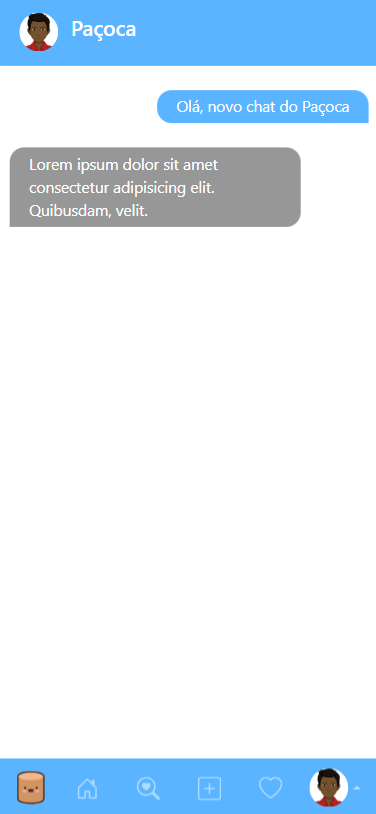 Paçoca
Olá, novo chat do Paçoca
Lorem ipsum dolor sit amet
consectetur adipisicing elit.
Quibusdam, velit.